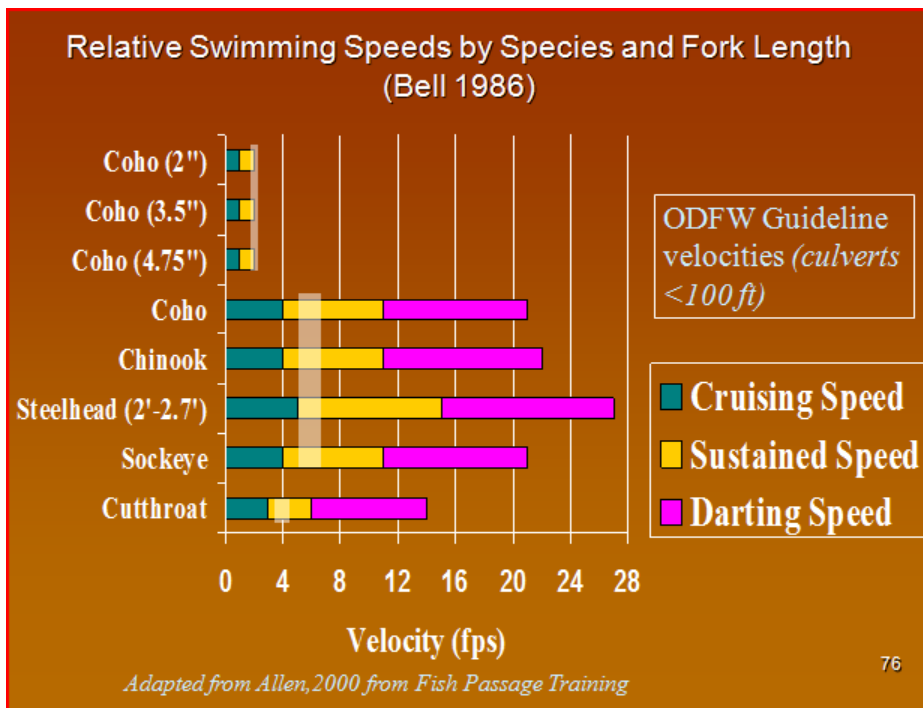 Relative Swimming Speeds by Species and Fork Length
(Bell 1986)
Coho (2")
Coho (3.5")
Coho (4.75")
Coho
Chinook
Steelhead (2'-2.7')
Sockeye
Cutthroat
0 4 8 12 16 20 24 28
Velocity (fps)
ODFW Guideline
velocities (culverts
<100 ft)
Cruising Speed
Sustained Speed
Darting Speed
Adapted from Allen,2000 from Fish Passage Training
76